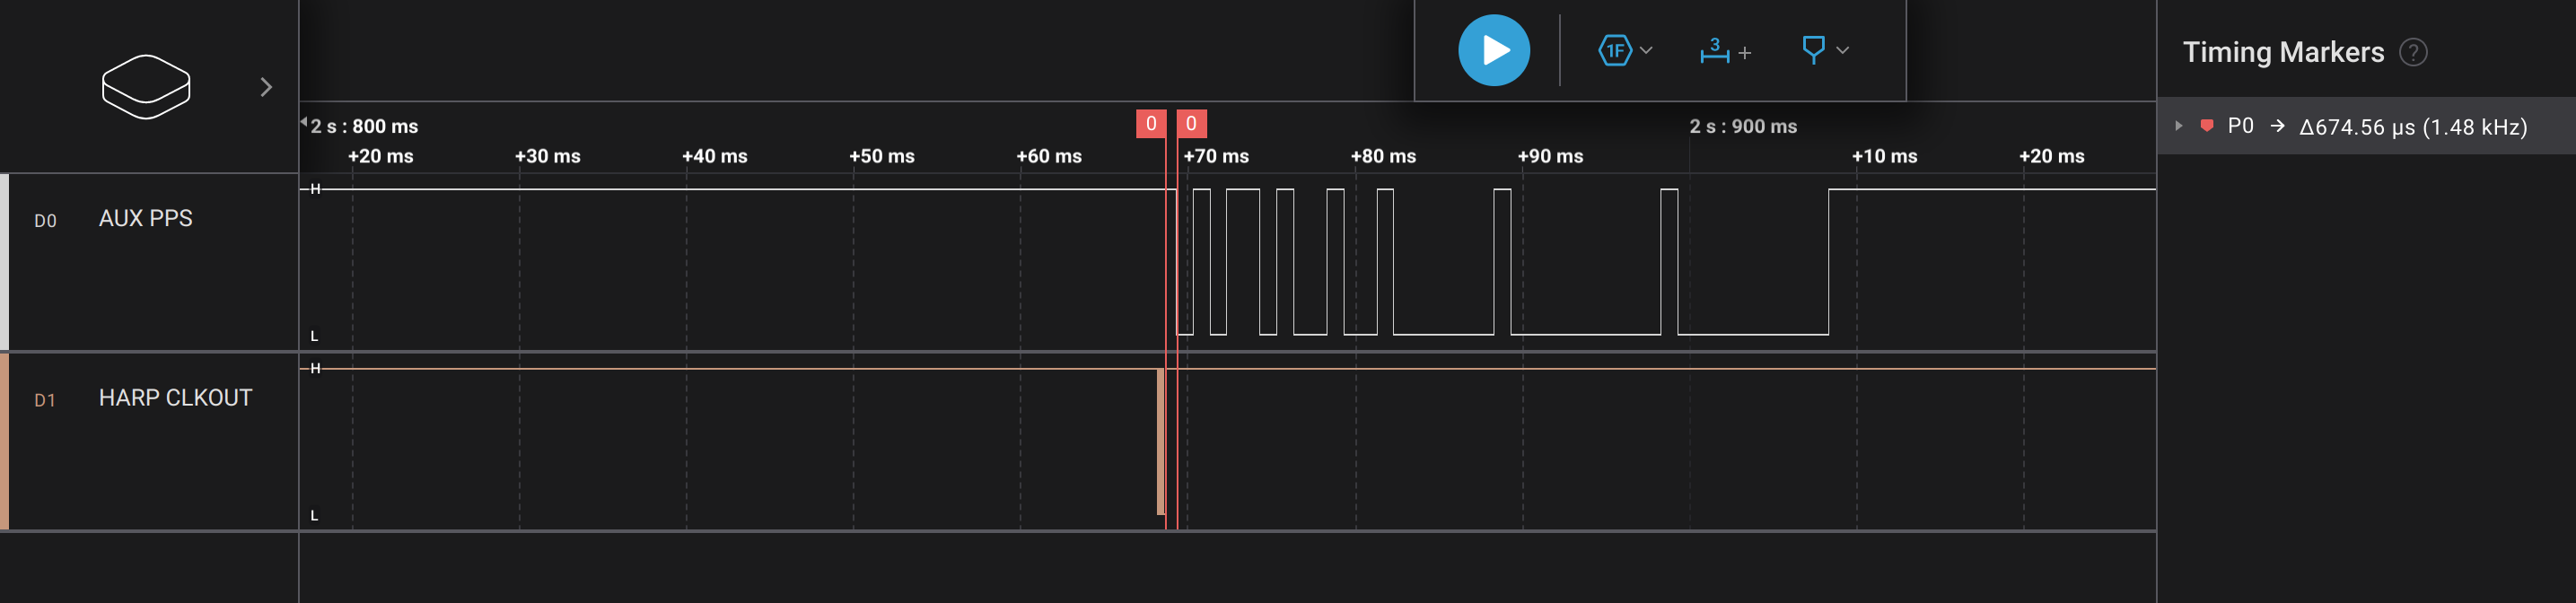 1F 3 +
Timing Markers ?
2 s : 800 ms 0 0 2 s : 900 ms
P0 → Δ674.56 µs (1.48 kHz)
+20 ms +30 ms +40 ms +50 ms +60 ms +70 ms +80 ms +90 ms +10 ms +20 ms
H
D0 AUX PPS
L
H
D1 HARP CLKOUT
L